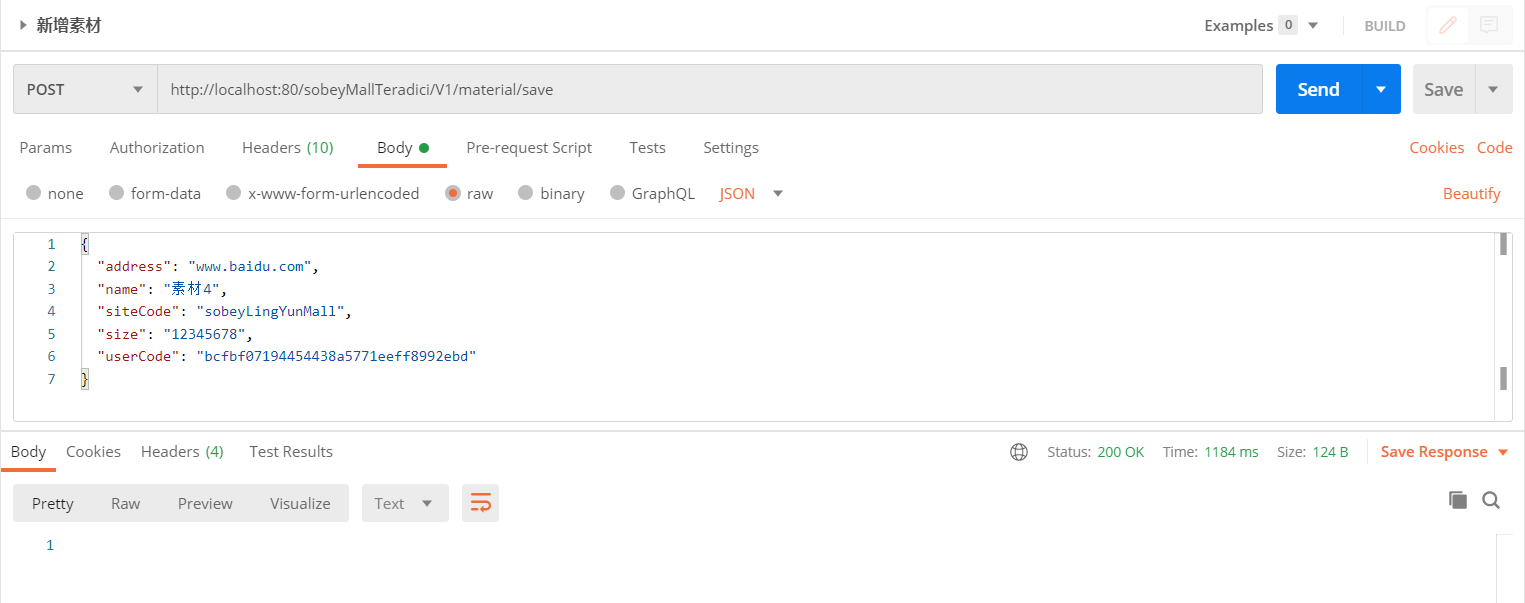 新增素材 Examples 0 BUILD
POST http://localhost:80/sobeyMallTeradici/V1/material/save Send Save
Params Authorization Headers (10) Body Pre-request Script Tests Settings Cookies Code
none form-data x-www-form-urlencoded raw binary GraphQL JSON Beautify
1 {
2 "address": "www.baidu.com",
3 "name": "素材4",
4 "siteCode": "sobeyLingYunMall",
5 "size": "12345678",
6 "userCode": "bcfbf07194454438a5771eeff8992ebd"
7 }
Body Cookies Headers (4) Test Results Status: 200 OK Time: 1184 ms Size: 124 B Save Response
Pretty Raw Preview Visualize Text
1